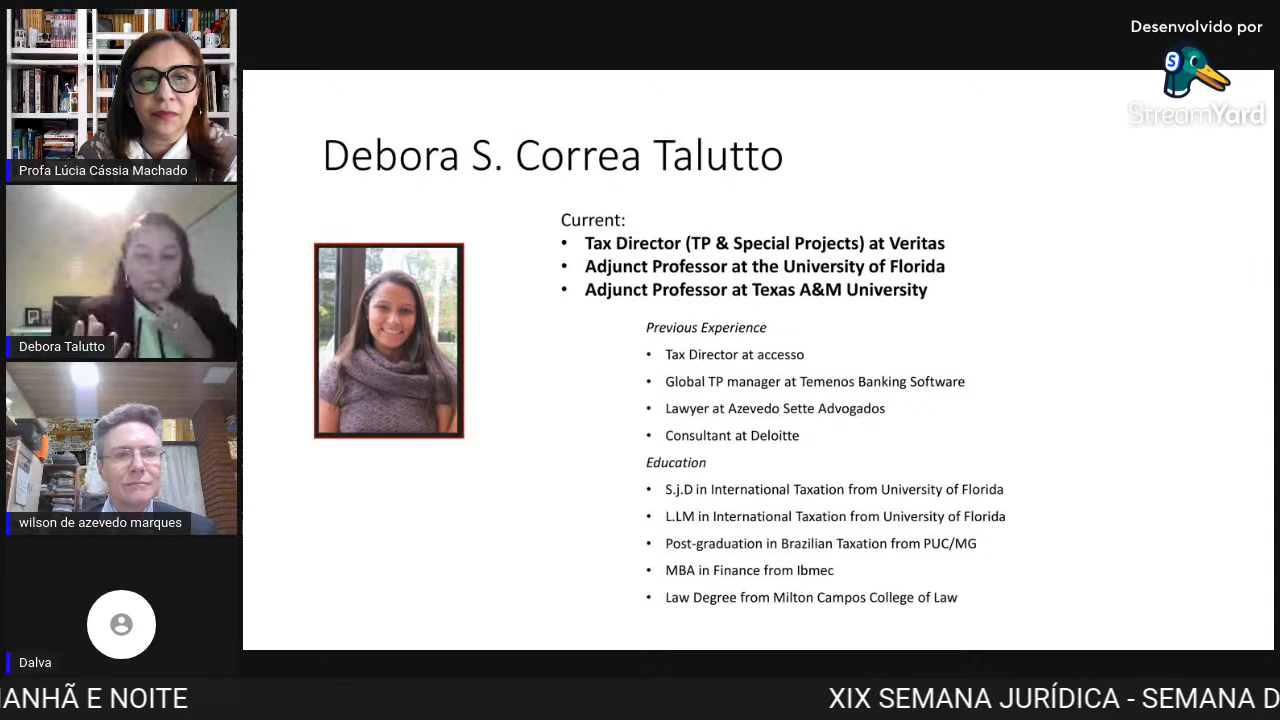 Desenvolvido por
StreamYard
Profa Lúcia Cássia Machado
Debora Talutto
wilson de azevedo marques
Dalva
Debora S. Correa Talutto
Current:
• Tax Director (TP & Special Projects) at Veritas
• Adjunct Professor at the University of Florida
• Adjunct Professor at Texas A&M University
Previous Experience
• Tax Director at accesso
• Global TP manager at Temenos Banking Software
• Lawyer at Azevedo Sette Advogados
• Consultant at Deloitte
Education
• S.j.D in International Taxation from University of Florida
• L.LM in International Taxation from University of Florida
• Post-graduation in Brazilian Taxation from PUC/MG
• MBA in Finance from Ibmec
• Law Degree from Milton Campos College of Law
E NOITE XIX SEMANA JURÍDICA - SEMANA